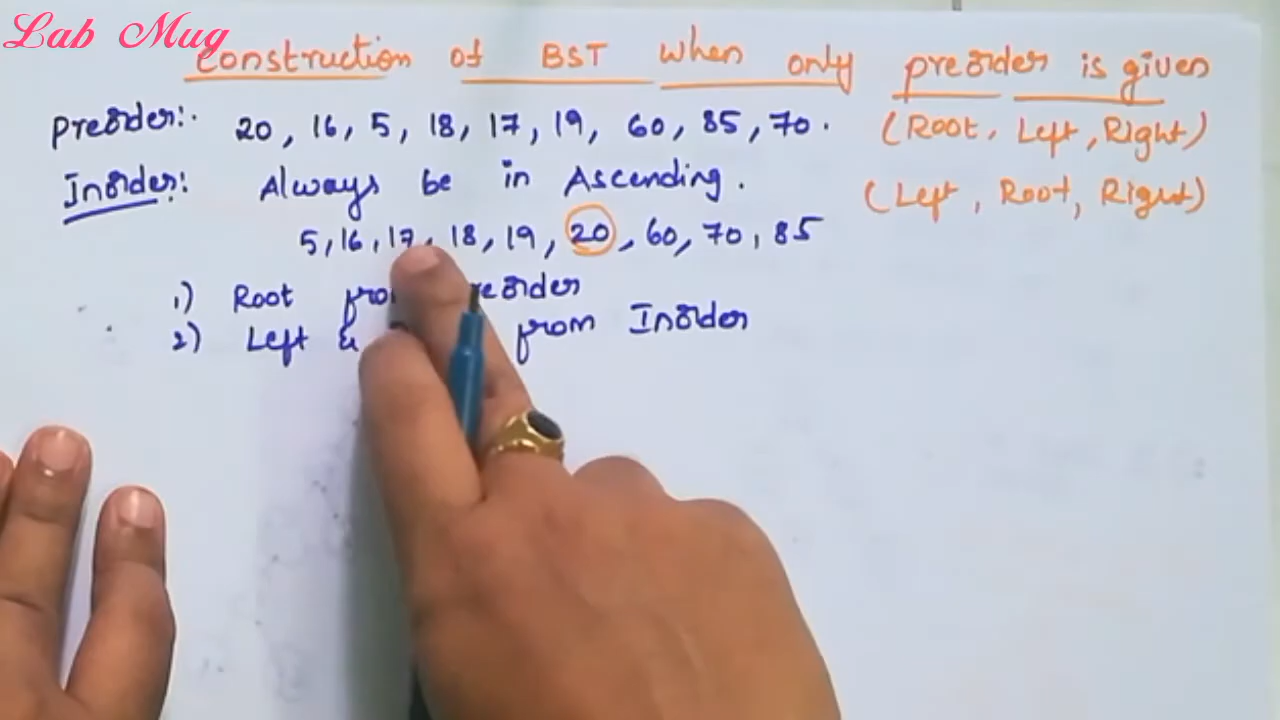 Lab Mug
Construction of BST when only preorder is given
Preorder:. 20, 16, 5, 18, 17, 19, 60, 85, 70. (Root, Left, Right)
Inorder: Always be in Ascending. (Left, Root, Right)
5, 16, 17, 18, 19, 20, 60, 70, 85
1) Root from preorder
2) Left & from Inorder